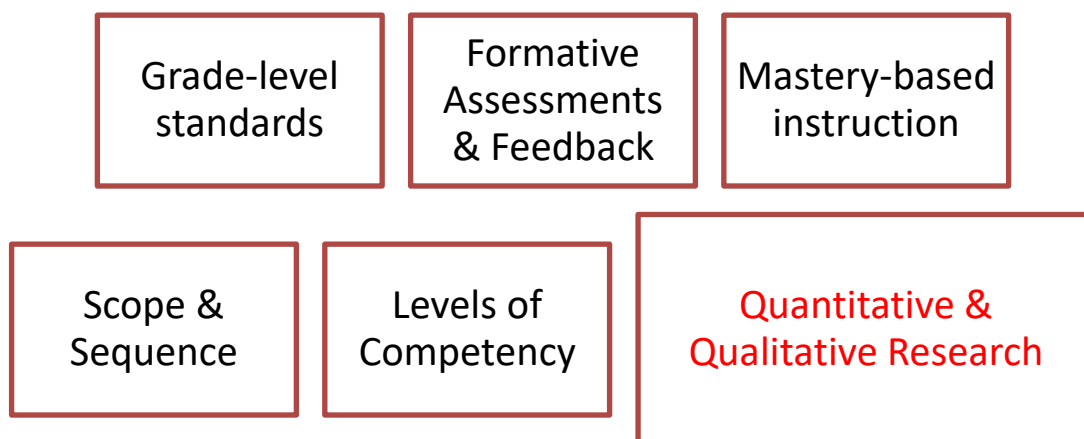 Grade-level
standards
Formative
Assessments
& Feedback
Mastery-based
instruction
Scope &
Sequence
Levels of
Competency
Quantitative &
Qualitative Research